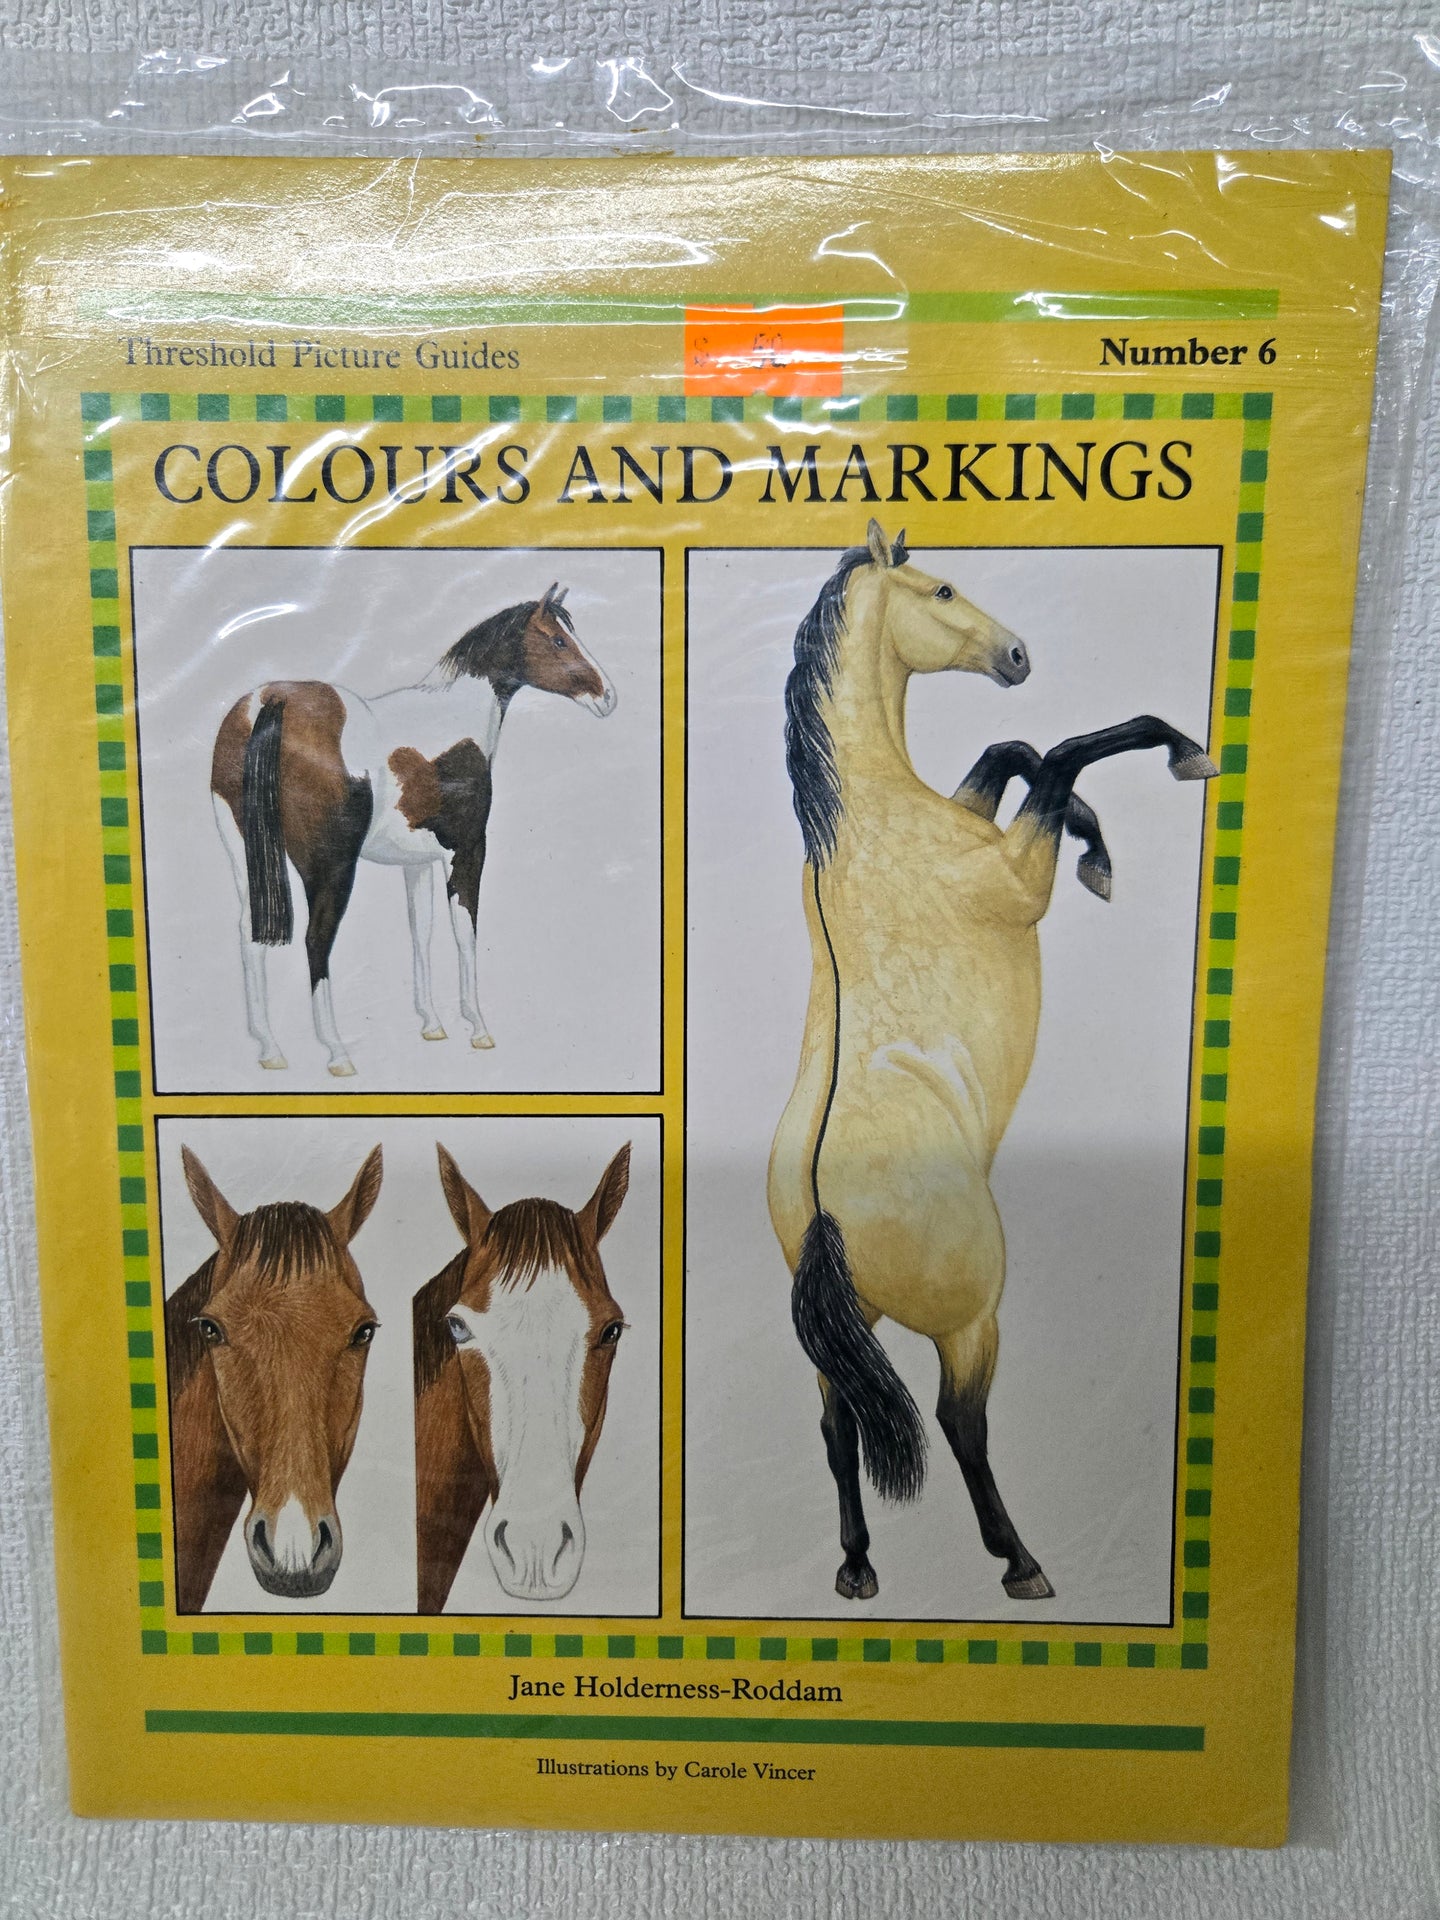 Threshold Picture Guides
Number 6
COLOURS AND MARKINGS
Jane Holderness-Roddam
Illustrations by Carole Vincer